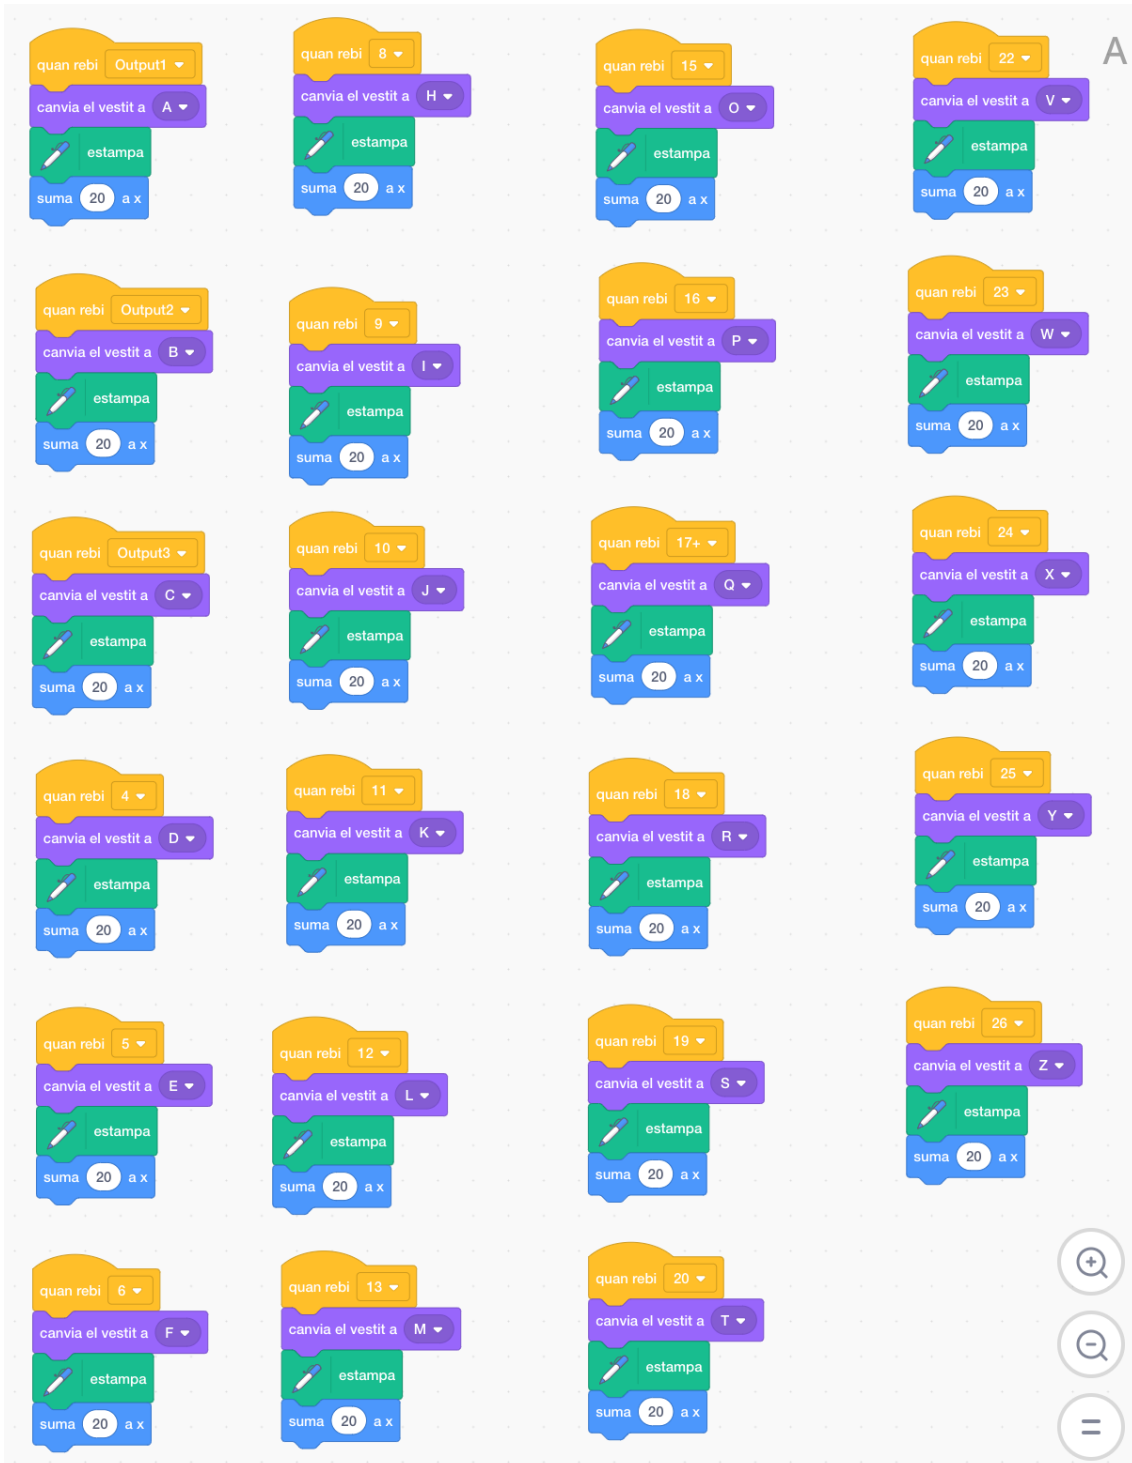 quan rebi Output1
canvia el vestit a A
estampa
suma 20 a x
quan rebi Output2
canvia el vestit a B
estampa
suma 20 a x
quan rebi Output3
canvia el vestit a C
estampa
suma 20 a x
quan rebi 4
canvia el vestit a D
estampa
suma 20 a x
quan rebi 5
canvia el vestit a E
estampa
suma 20 a x
quan rebi 6
canvia el vestit a F
estampa
suma 20 a x
quan rebi 8
canvia el vestit a H
estampa
suma 20 a x
quan rebi 9
canvia el vestit a I
estampa
suma 20 a x
quan rebi 10
canvia el vestit a J
estampa
suma 20 a x
quan rebi 11
canvia el vestit a K
estampa
suma 20 a x
quan rebi 12
canvia el vestit a L
estampa
suma 20 a x
quan rebi 13
canvia el vestit a M
estampa
suma 20 a x
quan rebi 15
canvia el vestit a O
estampa
suma 20 a x
quan rebi 16
canvia el vestit a P
estampa
suma 20 a x
quan rebi 17+
canvia el vestit a Q
estampa
suma 20 a x
quan rebi 18
canvia el vestit a R
estampa
suma 20 a x
quan rebi 19
canvia el vestit a S
estampa
suma 20 a x
quan rebi 20
canvia el vestit a T
estampa
suma 20 a x
quan rebi 22
canvia el vestit a V
estampa
suma 20 a x
quan rebi 23
canvia el vestit a W
estampa
suma 20 a x
quan rebi 24
canvia el vestit a X
estampa
suma 20 a x
quan rebi 25
canvia el vestit a Y
estampa
suma 20 a x
quan rebi 26
canvia el vestit a Z
estampa
suma 20 a x
A